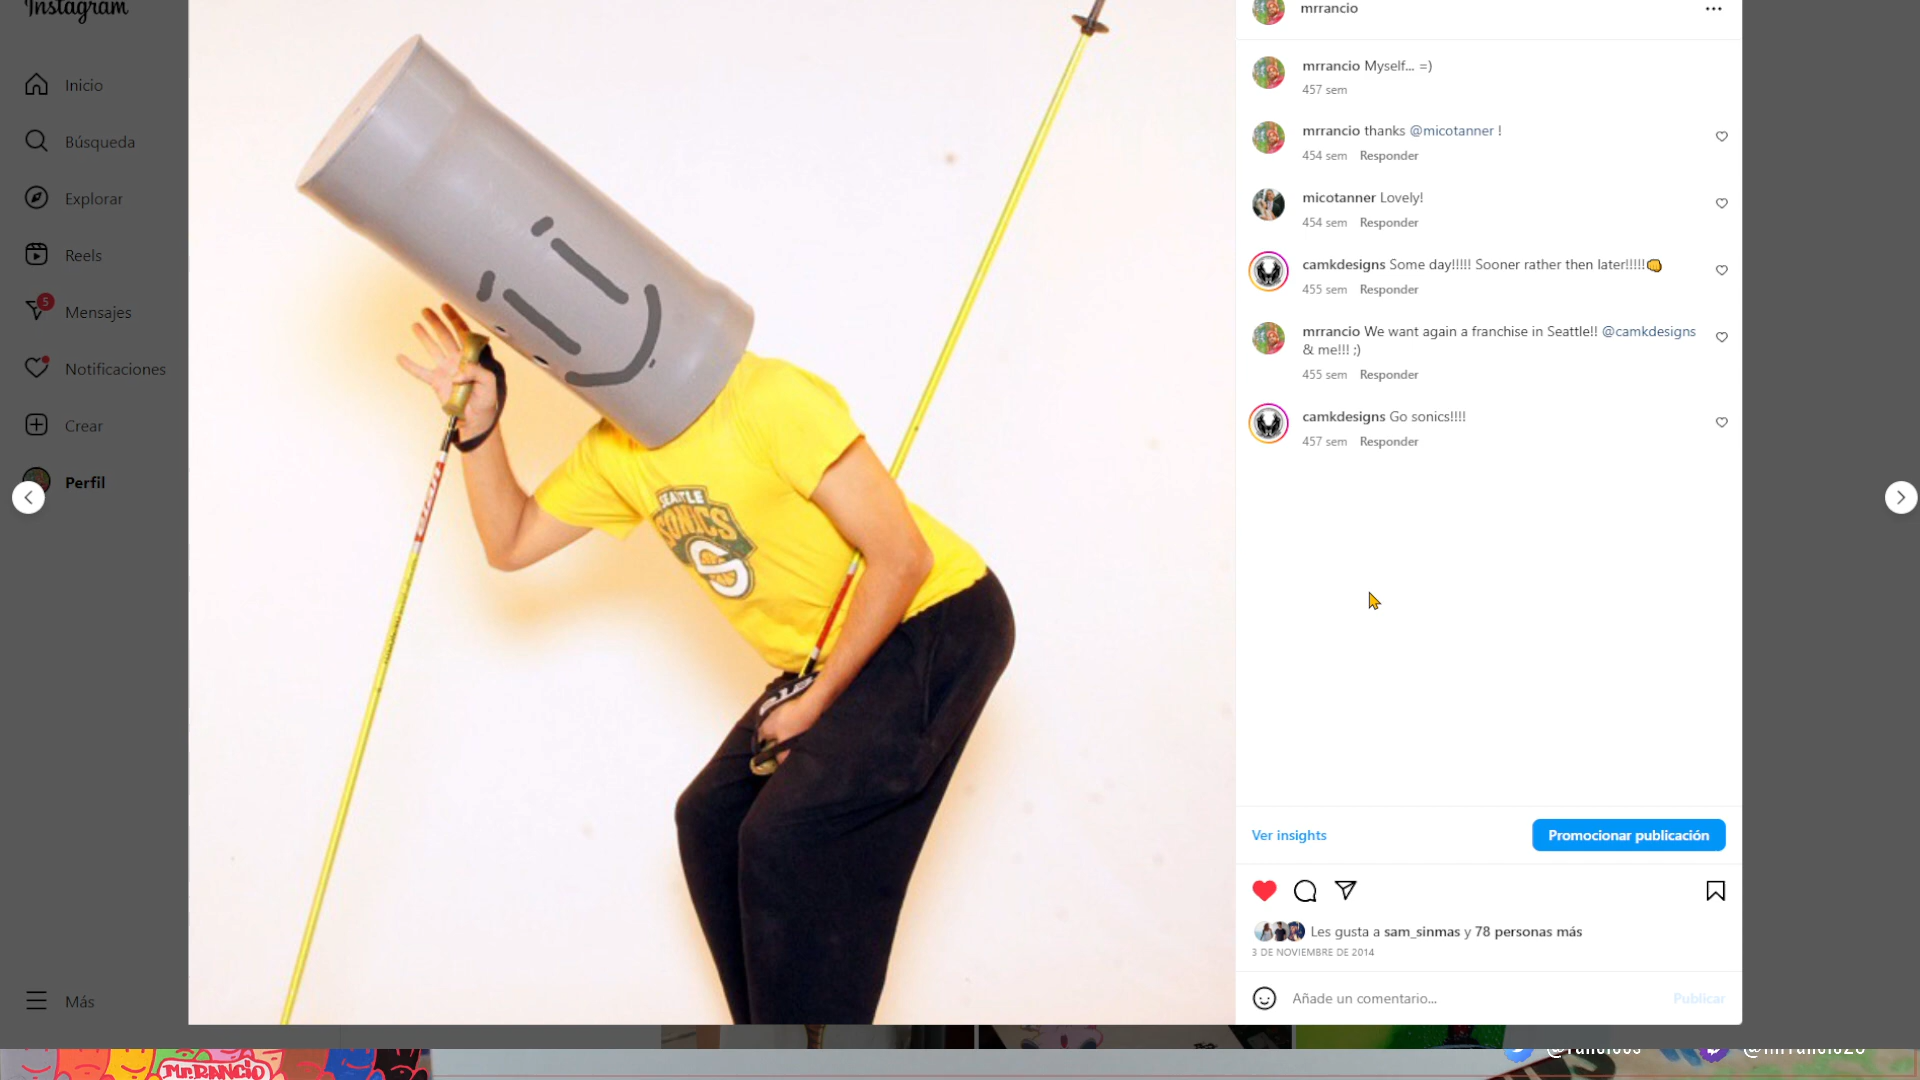 Instagram
Inicio
Búsqueda
Explorar
Reels
5
Mensajes
Notificaciones
Crear
Perfil
Más
SEATTLE
SONICS
mrrancio
mrrancio Myself... =)
457 sem
mrrancio thanks @micotanner !
454 sem Responder
micotanner Lovely!
454 sem Responder
camkdesigns Some day!!!!! Sooner rather then later!!!!!👊
455 sem Responder
mrrancio We want again a franchise in Seattle!! @camkdesigns
& me!!! ;)
455 sem Responder
camkdesigns Go sonics!!!!
457 sem Responder
Ver insights
Promocionar publicación
Les gusta a sam_sinmas y 78 personas más
3 DE NOVIEMBRE DE 2014
Añade un comentario...
Publicar
Mr.RANCIO